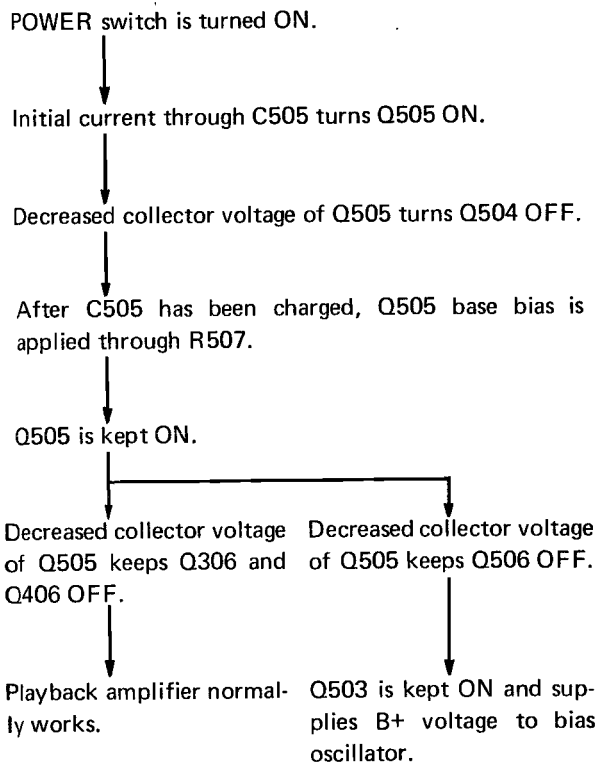 POWER switch is turned ON.
Initial current through C505 turns Q505 ON.
Decreased collector voltage of Q505 turns Q504 OFF.
After C505 has been charged, Q505 base bias is
applied through R507.
Q505 is kept ON.
Decreased collector voltage
of Q505 keeps Q306 and
Q406 OFF.
Decreased collector voltage
of Q505 keeps Q506 OFF.
Playback amplifier normal-
ly works.
Q503 is kept ON and sup-
plies B+ voltage to bias
oscillator.